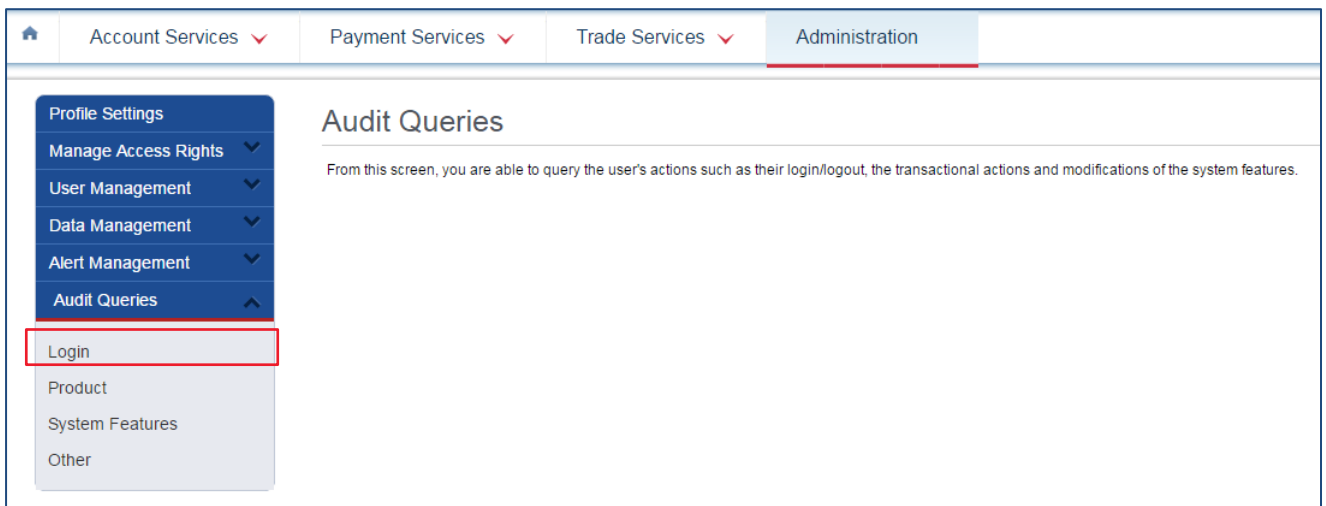 Account Services
Payment Services
Trade Services
Administration
Profile Settings
Manage Access Rights
User Management
Data Management
Alert Management
Audit Queries
Login
Product
System Features
Other
Audit Queries
From this screen, you are able to query the user's actions such as their login/logout, the transactional actions and modifications of the system features.